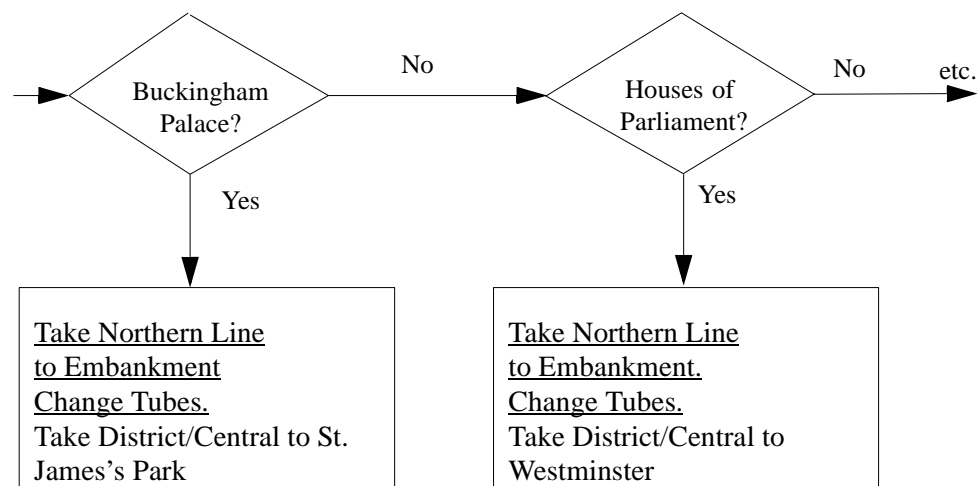 Buckingham
Palace?
No
Houses of
Parliament?
No
etc.
Yes
Yes
Take Northern Line
to Embankment
Change Tubes.
Take District/Central to St.
James’s Park
Take Northern Line
to Embankment.
Change Tubes.
Take District/Central to
Westminster